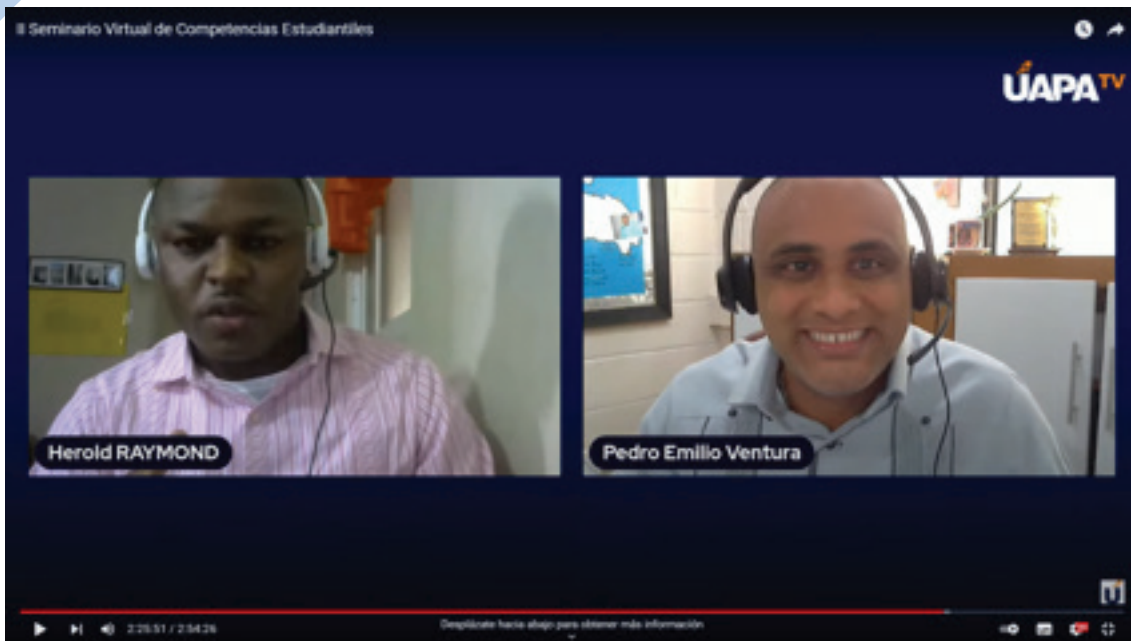 II Seminario Virtual de Competencias Estudiantiles
ÚAPA TV
Herold RAYMOND
Pedro Emilio Ventura
2:25:51 / 2:54:26
Desplázate hacia abajo para obtener más información